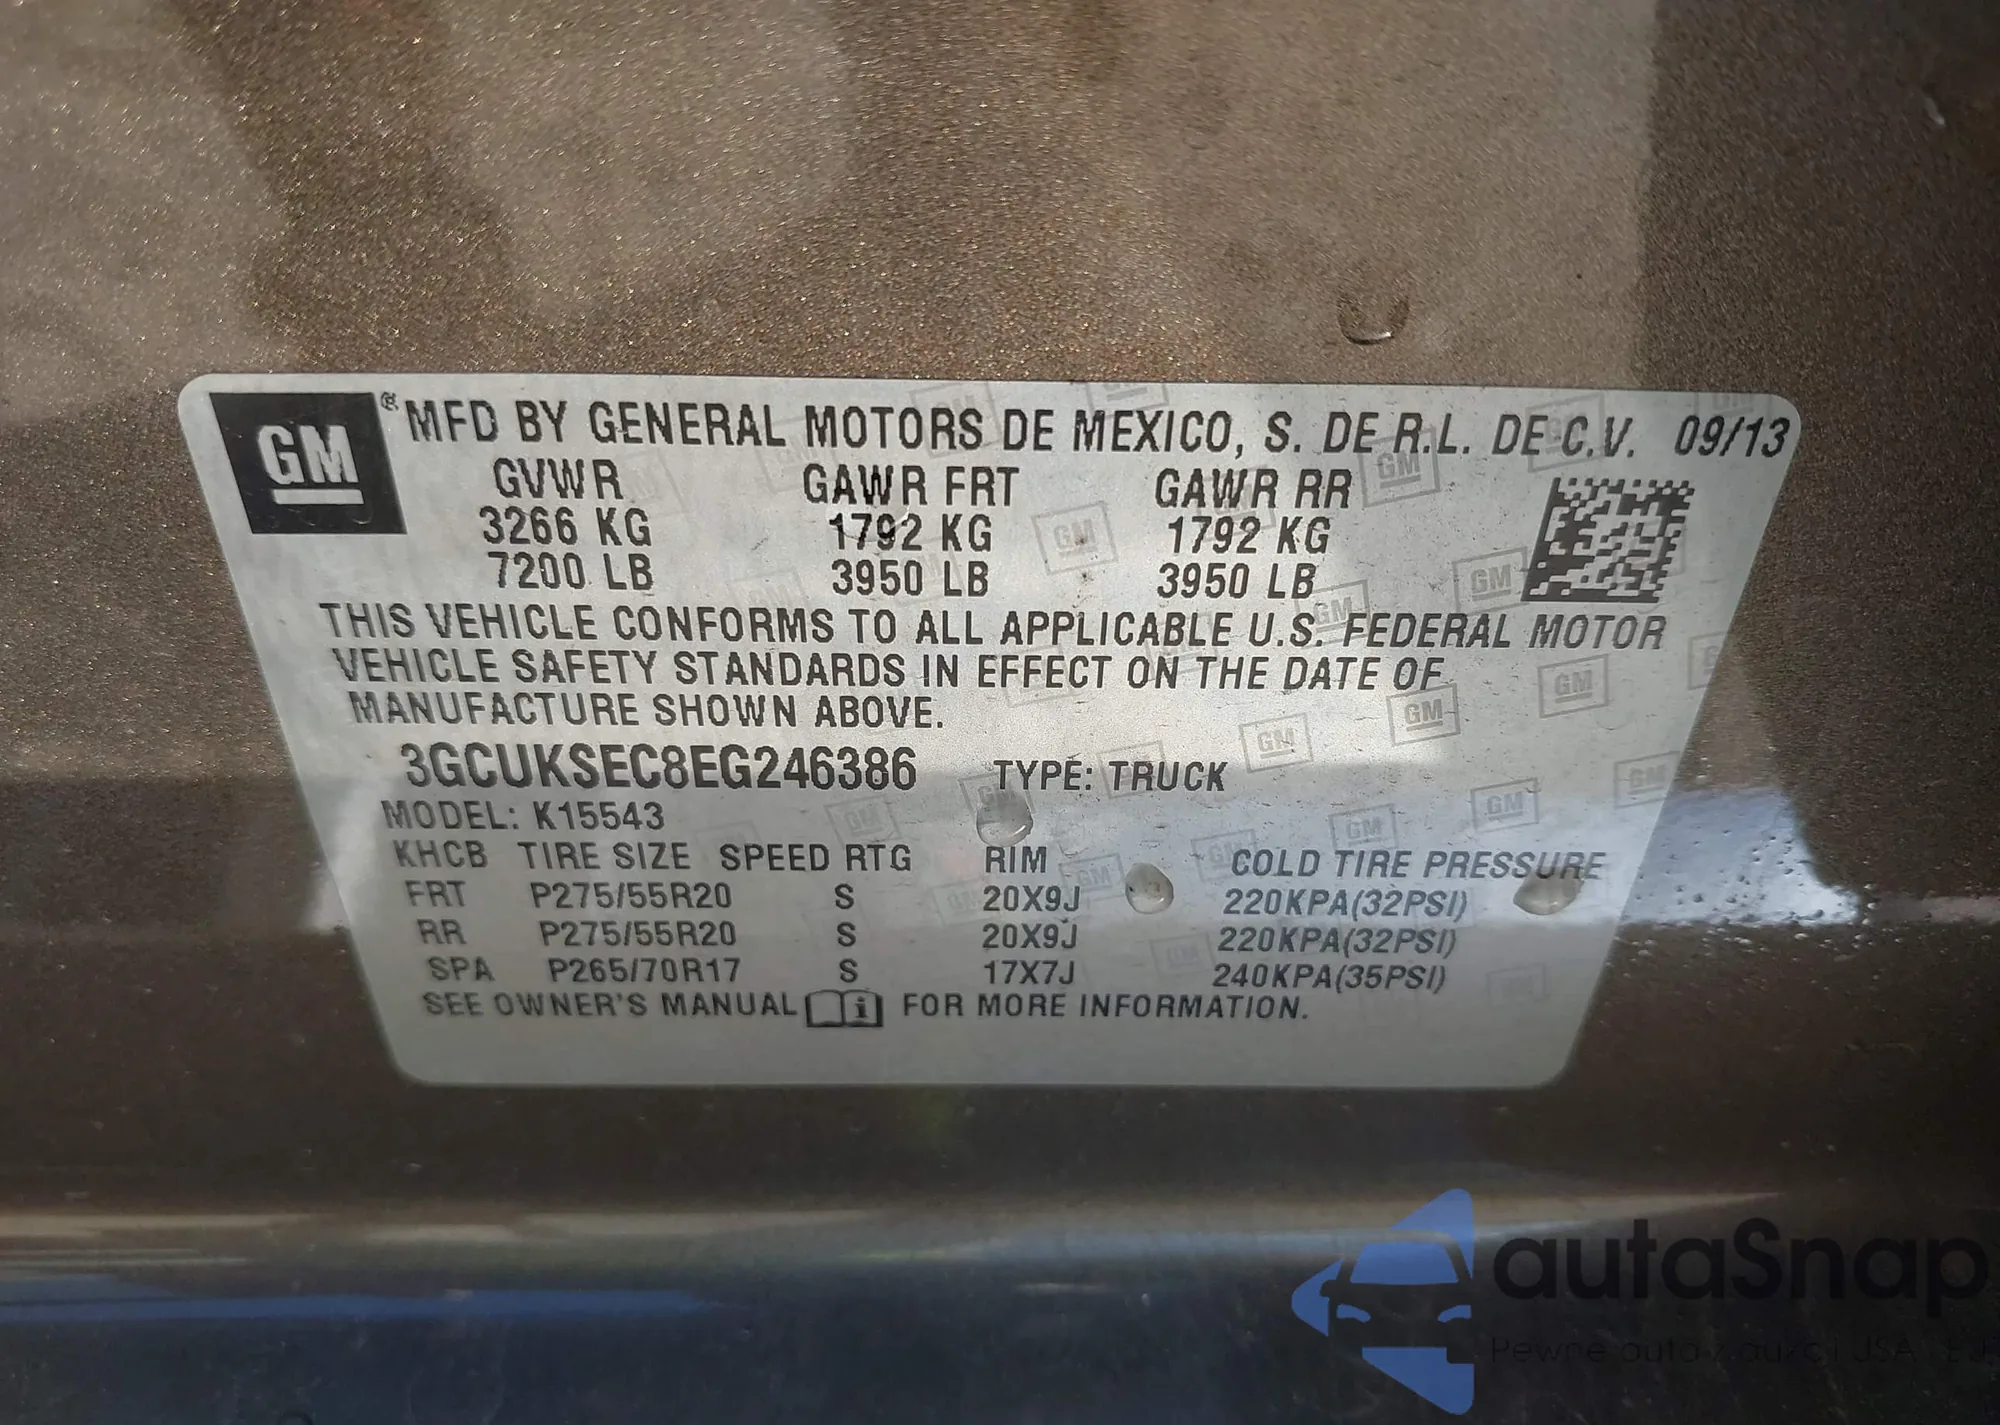 GM ® MFD BY GENERAL MOTORS DE MEXICO, S. DE R.L. DE C.V. 09/13
GVWR GAWR FRT GAWR RR
3266 KG 1792 KG 1792 KG
7200 LB 3950 LB 3950 LB
THIS VEHICLE CONFORMS TO ALL APPLICABLE U.S. FEDERAL MOTOR
VEHICLE SAFETY STANDARDS IN EFFECT ON THE DATE OF
MANUFACTURE SHOWN ABOVE.
3GCUKSEC8EG246386 TYPE: TRUCK
MODEL: K15543
KHCB TIRE SIZE SPEED RTG RIM COLD TIRE PRESSURE
FRT P275/55R20 S 20X9J 220KPA(32PSI)
RR P275/55R20 S 20X9J 220KPA(32PSI)
SPA P265/70R17 S 17X7J 240KPA(35PSI)
SEE OWNER'S MANUAL i FOR MORE INFORMATION.
autaSnap
Pewne auta z aukcji USA